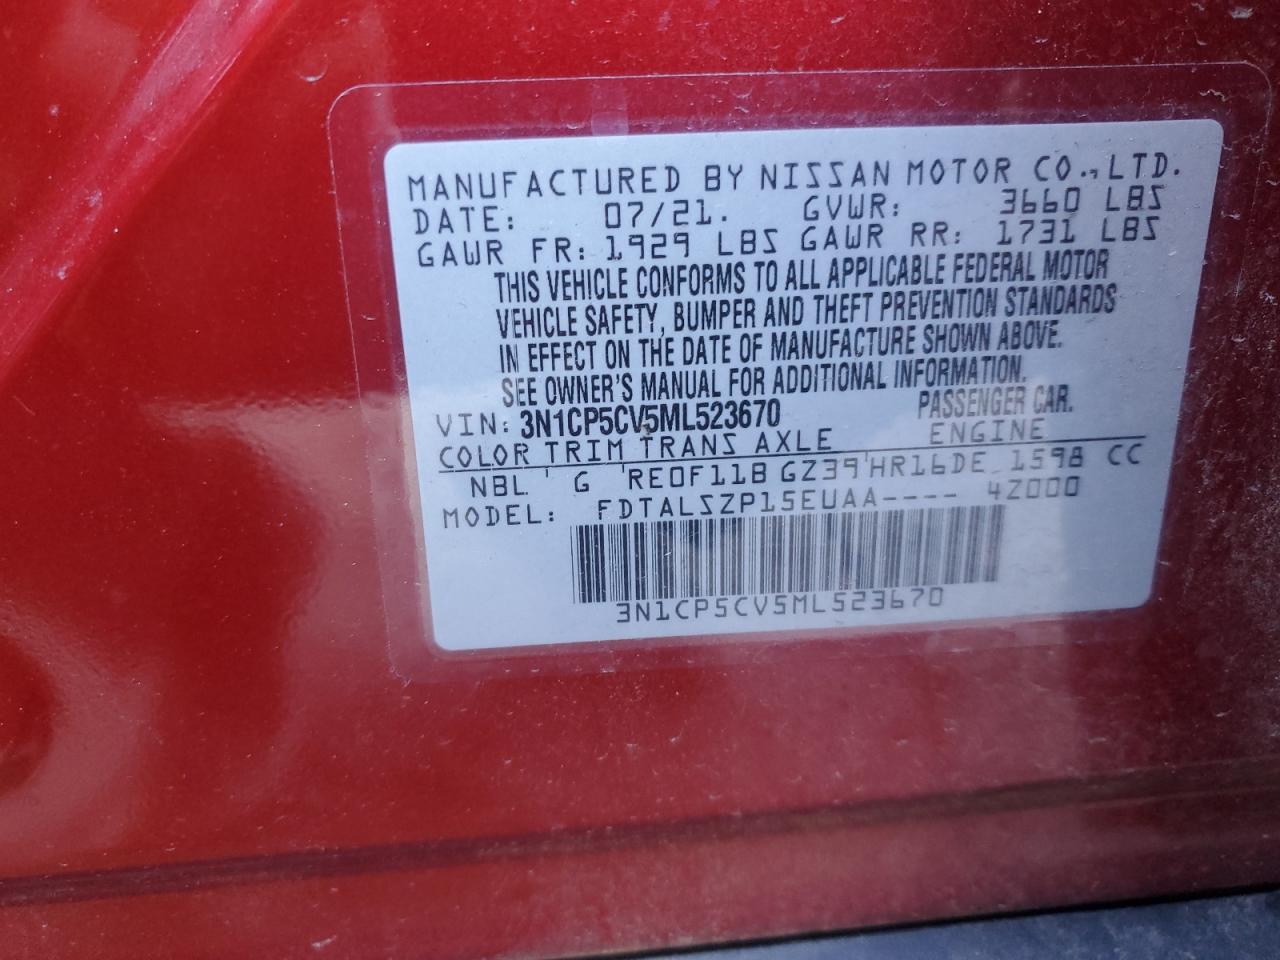 MANUFACTURED BY NISSAN MOTOR CO., LTD.
DATE: 07/21. GVWR: 3660 LBS
GAWR FR: 1929 LBS GAWR RR: 1731 LBS
THIS VEHICLE CONFORMS TO ALL APPLICABLE FEDERAL MOTOR
VEHICLE SAFETY, BUMPER AND THEFT PREVENTION STANDARDS
IN EFFECT ON THE DATE OF MANUFACTURE SHOWN ABOVE.
SEE OWNER'S MANUAL FOR ADDITIONAL INFORMATION.
VIN: 3N1CP5CV5ML523670 PASSENGER CAR.
COLOR TRIM TRANS AXLE ENGINE
NBL ' G 'RE0F11B GZ39'HR16DE 1598 CC
MODEL: FDTALSZP15EUAA---- 4Z000
3N1CP5CV5ML523670